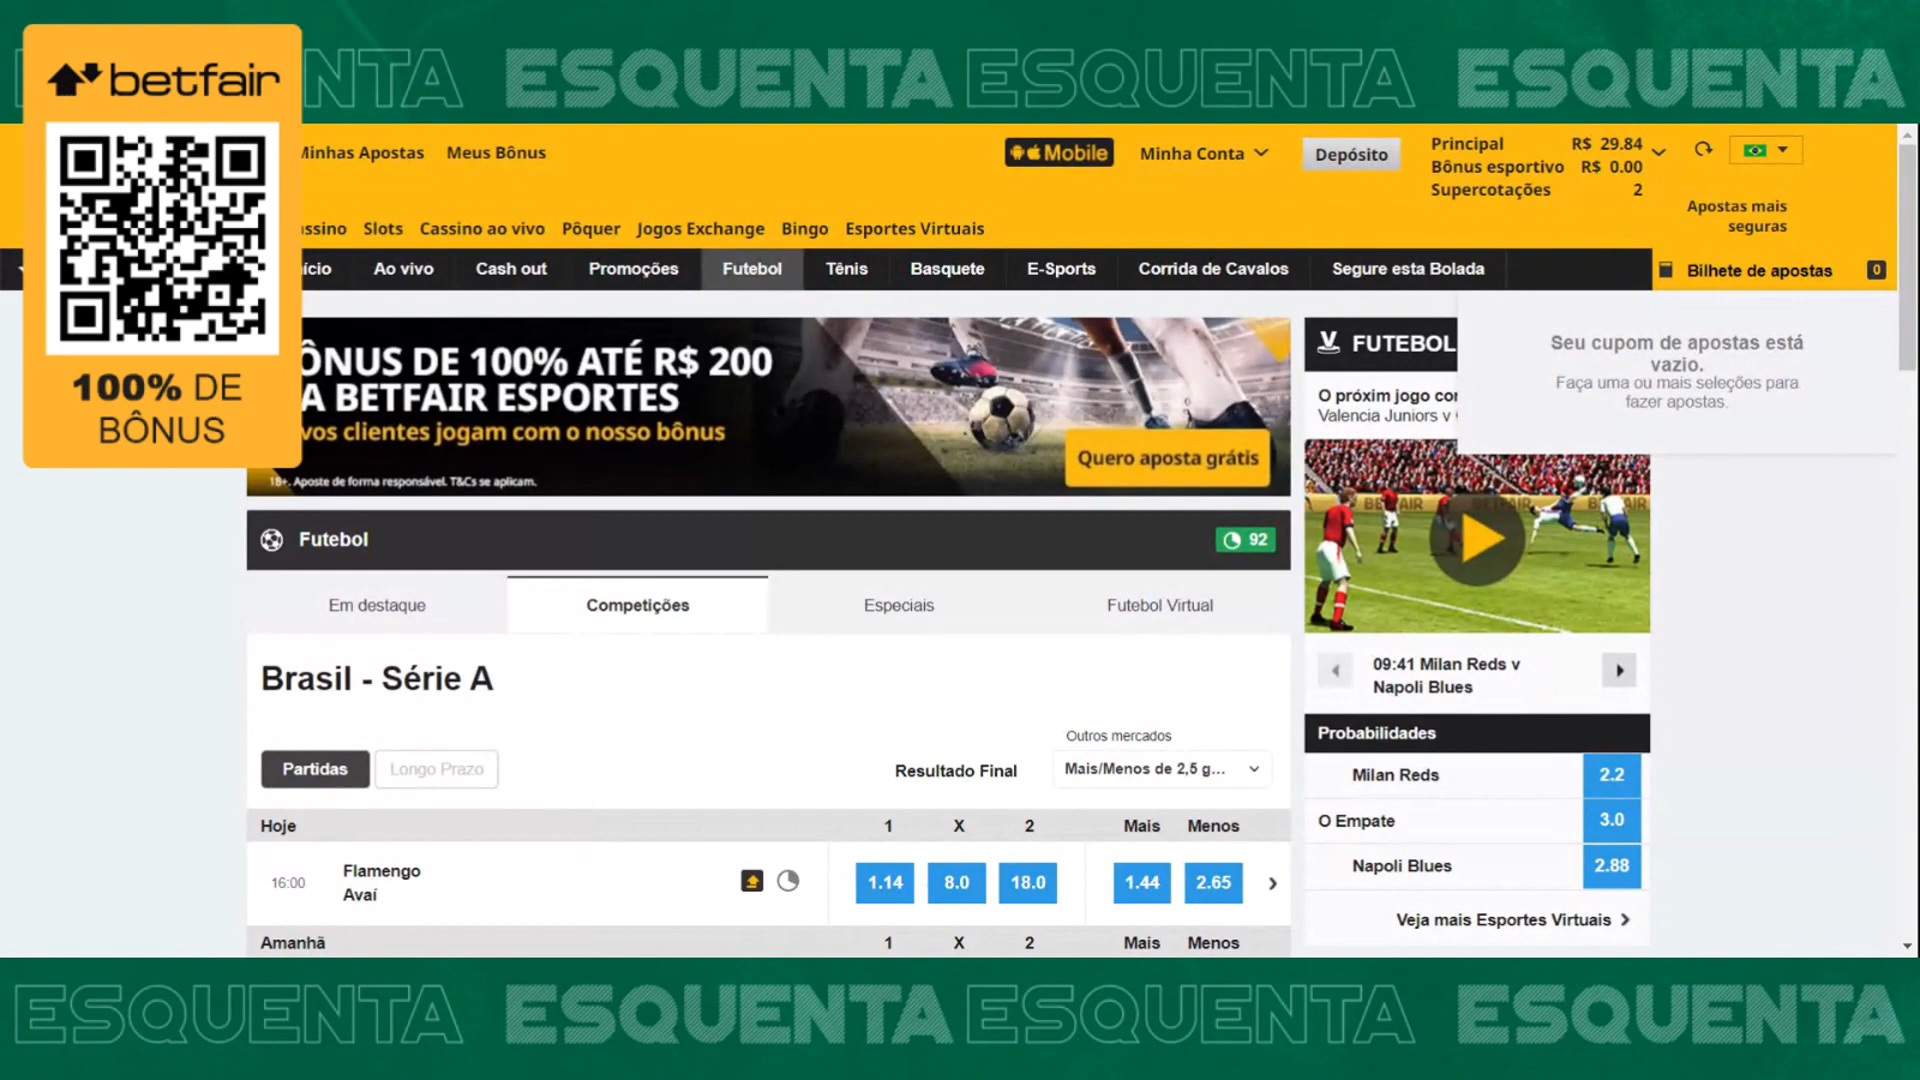 ESQUENTA ESQUENTA ESQUENTA
betfair
100% DE
BÔNUS
Minhas Apostas Meus Bônus
Mobile
Minha Conta
Depósito
Principal R$ 29.84
Bônus esportivo R$ 0.00
Supercotações 2
Apostas mais
seguras
Slots Cassino ao vivo Pôquer Jogos Exchange Bingo Esportes Virtuais
Ao vivo Cash out Promoções Futebol Tênis Basquete E-Sports Corrida de Cavalos Segure esta Bolada
Bilhete de apostas 0
Seu cupom de apostas está
vazio.
Faça uma ou mais seleções para
fazer apostas.
ÔNUS DE 100% ATÉ R$ 200
A BETFAIR ESPORTES
vos clientes jogam com o nosso bônus
Quero aposta grátis
18+. Aposte de forma responsável. T&Cs se aplicam.
Futebol 92
Em destaque Competições Especiais Futebol Virtual
Brasil - Série A
Partidas Longo Prazo
Resultado Final
Outros mercados
Mais/Menos de 2,5 g...
Hoje 1 X 2 Mais Menos
16:00
Flamengo
Avaí
1.14 8.0 18.0 1.44 2.65
Amanhã 1 X 2 Mais Menos
FUTEBOL
O próximo jogo
Valencia Juniors v
BETFAIR
09:41 Milan Reds v
Napoli Blues
Probabilidades
Milan Reds 2.2
O Empate 3.0
Napoli Blues 2.88
Veja mais Esportes Virtuais
ESQUENTA ESQUENTA ESQUENTA ESQUENTA